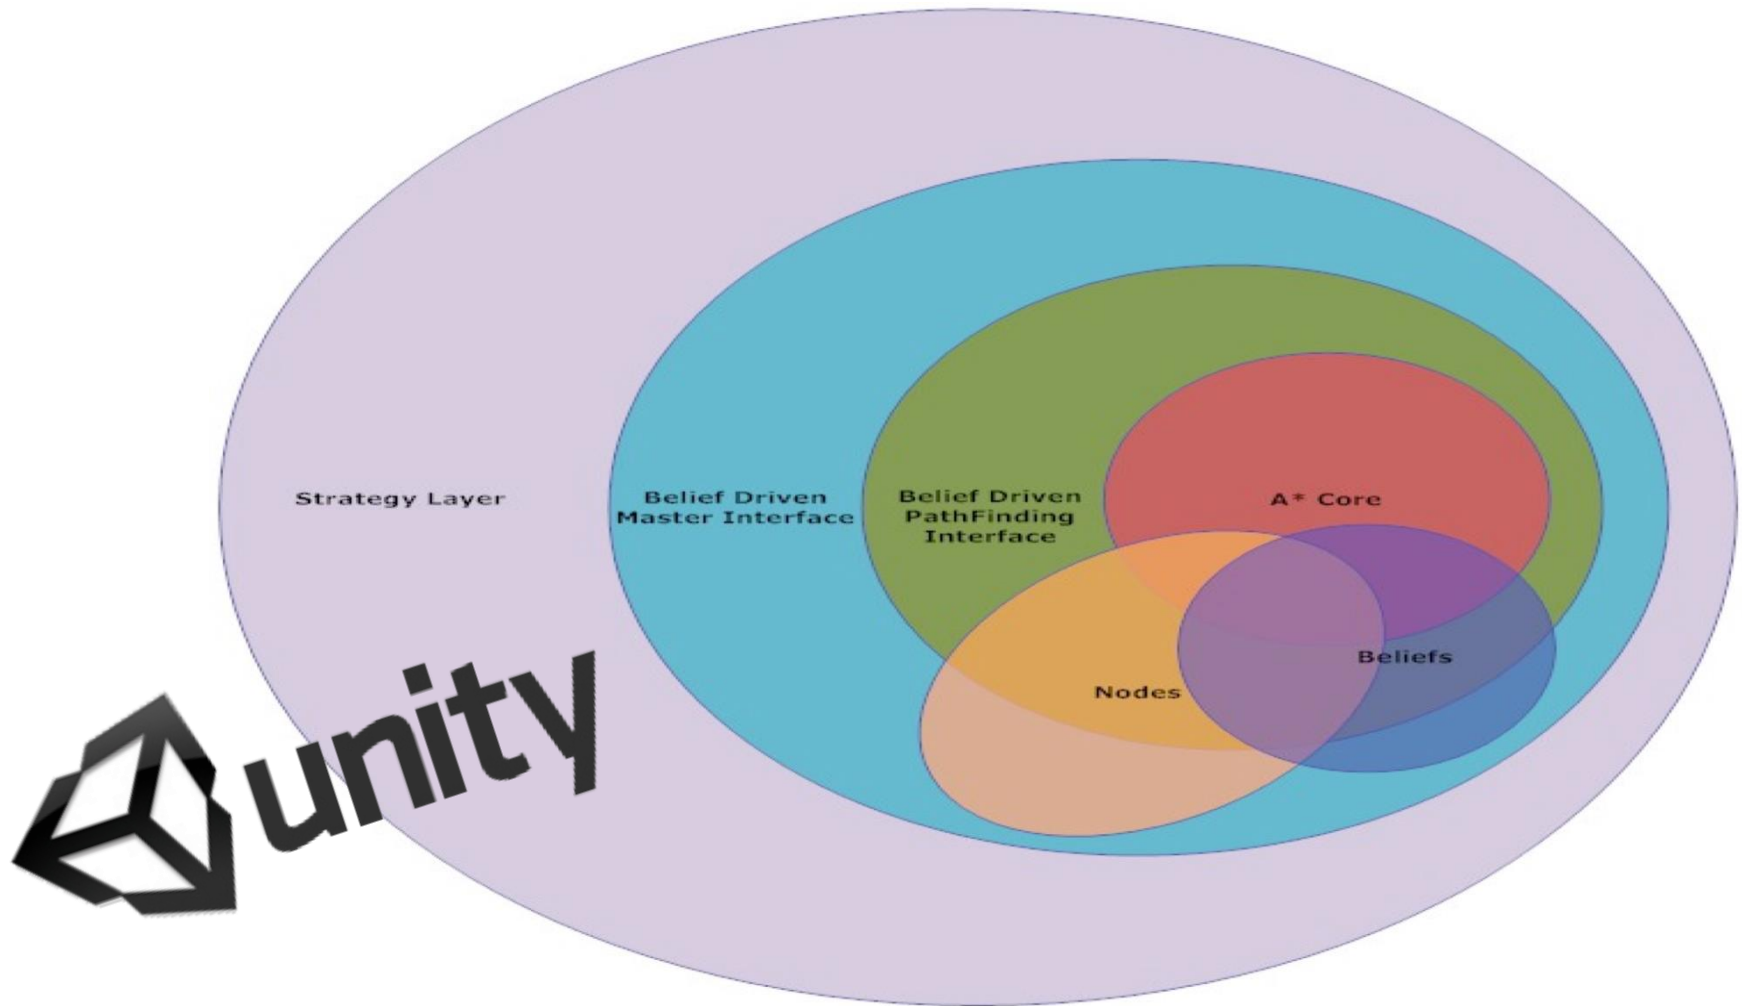 Strategy Layer
Belief Driven
Master Interface
Belief Driven
PathFinding
Interface
A* Core
Beliefs
Nodes
unity